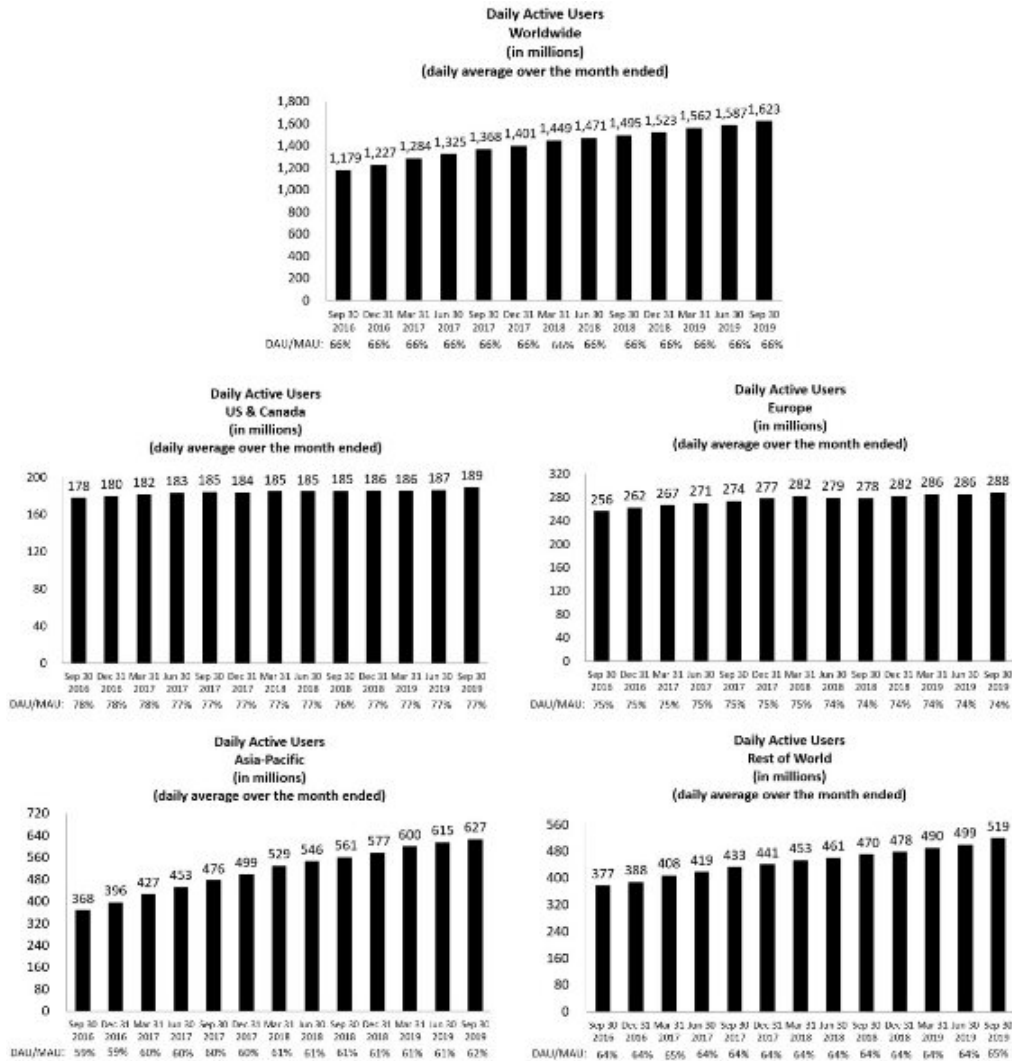 Daily Active Users
Worldwide
(in millions)
(daily average over the month ended)
1,800
1,600
1,400
1,200
1,000
800
600
400
200
0
1,179 1,227 1,284 1,325 1,368 1,401 1,449 1,471 1,495 1,523 1,562 1,587 1,623
Sep 30 Dec 31 Mar 31 Jun 30 Sep 30 Dec 31 Mar 31 Jun 30 Sep 30 Dec 31 Mar 31 Jun 30 Sep 30
2016 2016 2017 2017 2017 2017 2018 2018 2018 2018 2019 2019 2019
DAU/MAU: 66% 66% 66% 66% 66% 66% 66% 66% 66% 66% 66% 66% 66%
Daily Active Users
US & Canada
(in millions)
(daily average over the month ended)
200
160
120
80
40
0
178 180 182 183 185 184 185 185 185 186 186 187 189
Sep 30 Dec 31 Mar 31 Jun 30 Sep 30 Dec 31 Mar 31 Jun 30 Sep 30 Dec 31 Mar 31 Jun 30 Sep 30
2016 2016 2017 2017 2017 2017 2018 2018 2018 2018 2019 2019 2019
DAU/MAU: 78% 78% 78% 77% 77% 77% 77% 77% 76% 77% 77% 77% 77%
Daily Active Users
Europe
(in millions)
(daily average over the month ended)
320
280
240
200
160
120
80
40
0
256 262 267 271 274 277 282 279 278 282 286 286 288
Sep 30 Dec 31 Mar 31 Jun 30 Sep 30 Dec 31 Mar 31 Jun 30 Sep 30 Dec 31 Mar 31 Jun 30 Sep 30
2016 2016 2017 2017 2017 2017 2018 2018 2018 2018 2019 2019 2019
DAU/MAU: 75% 75% 75% 75% 75% 75% 74% 74% 74% 74% 74% 74% 74%
Daily Active Users
Asia-Pacific
(in millions)
(daily average over the month ended)
720
640
560
480
400
320
240
160
80
0
368 396 427 453 476 499 529 546 561 577 600 615 627
Sep 30 Dec 31 Mar 31 Jun 30 Sep 30 Dec 31 Mar 31 Jun 30 Sep 30 Dec 31 Mar 31 Jun 30 Sep 30
2016 2016 2017 2017 2017 2017 2018 2018 2018 2018 2019 2019 2019
DAU/MAU: 59% 59% 60% 60% 60% 60% 61% 61% 61% 61% 61% 61% 62%
Daily Active Users
Rest of World
(in millions)
(daily average over the month ended)
560
480
400
320
240
160
80
0
377 388 408 419 433 441 453 461 470 478 490 499 519
Sep 30 Dec 31 Mar 31 Jun 30 Sep 30 Dec 31 Mar 31 Jun 30 Sep 30 Dec 31 Mar 31 Jun 30 Sep 30
2016 2016 2017 2017 2017 2017 2018 2018 2018 2018 2019 2019 2019
DAU/MAU: 64% 64% 65% 64% 64% 64% 64% 64% 64% 64% 64% 64% 65%